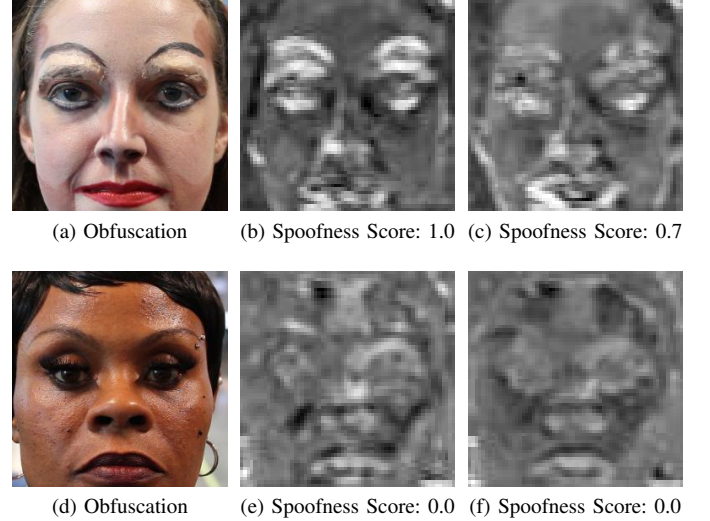 (a) Obfuscation
(b) Spoofness Score: 1.0
(c) Spoofness Score: 0.7
(d) Obfuscation
(e) Spoofness Score: 0.0
(f) Spoofness Score: 0.0